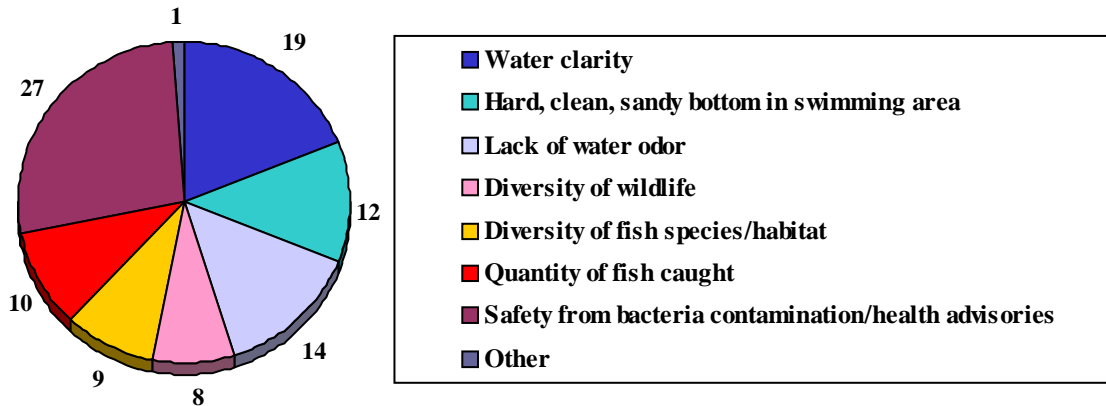 1
19
27
12
10
14
9
8
Water clarity
Hard, clean, sandy bottom in swimming area
Lack of water odor
Diversity of wildlife
Diversity of fish species/habitat
Quantity of fish caught
Safety from bacteria contamination/health advisories
Other